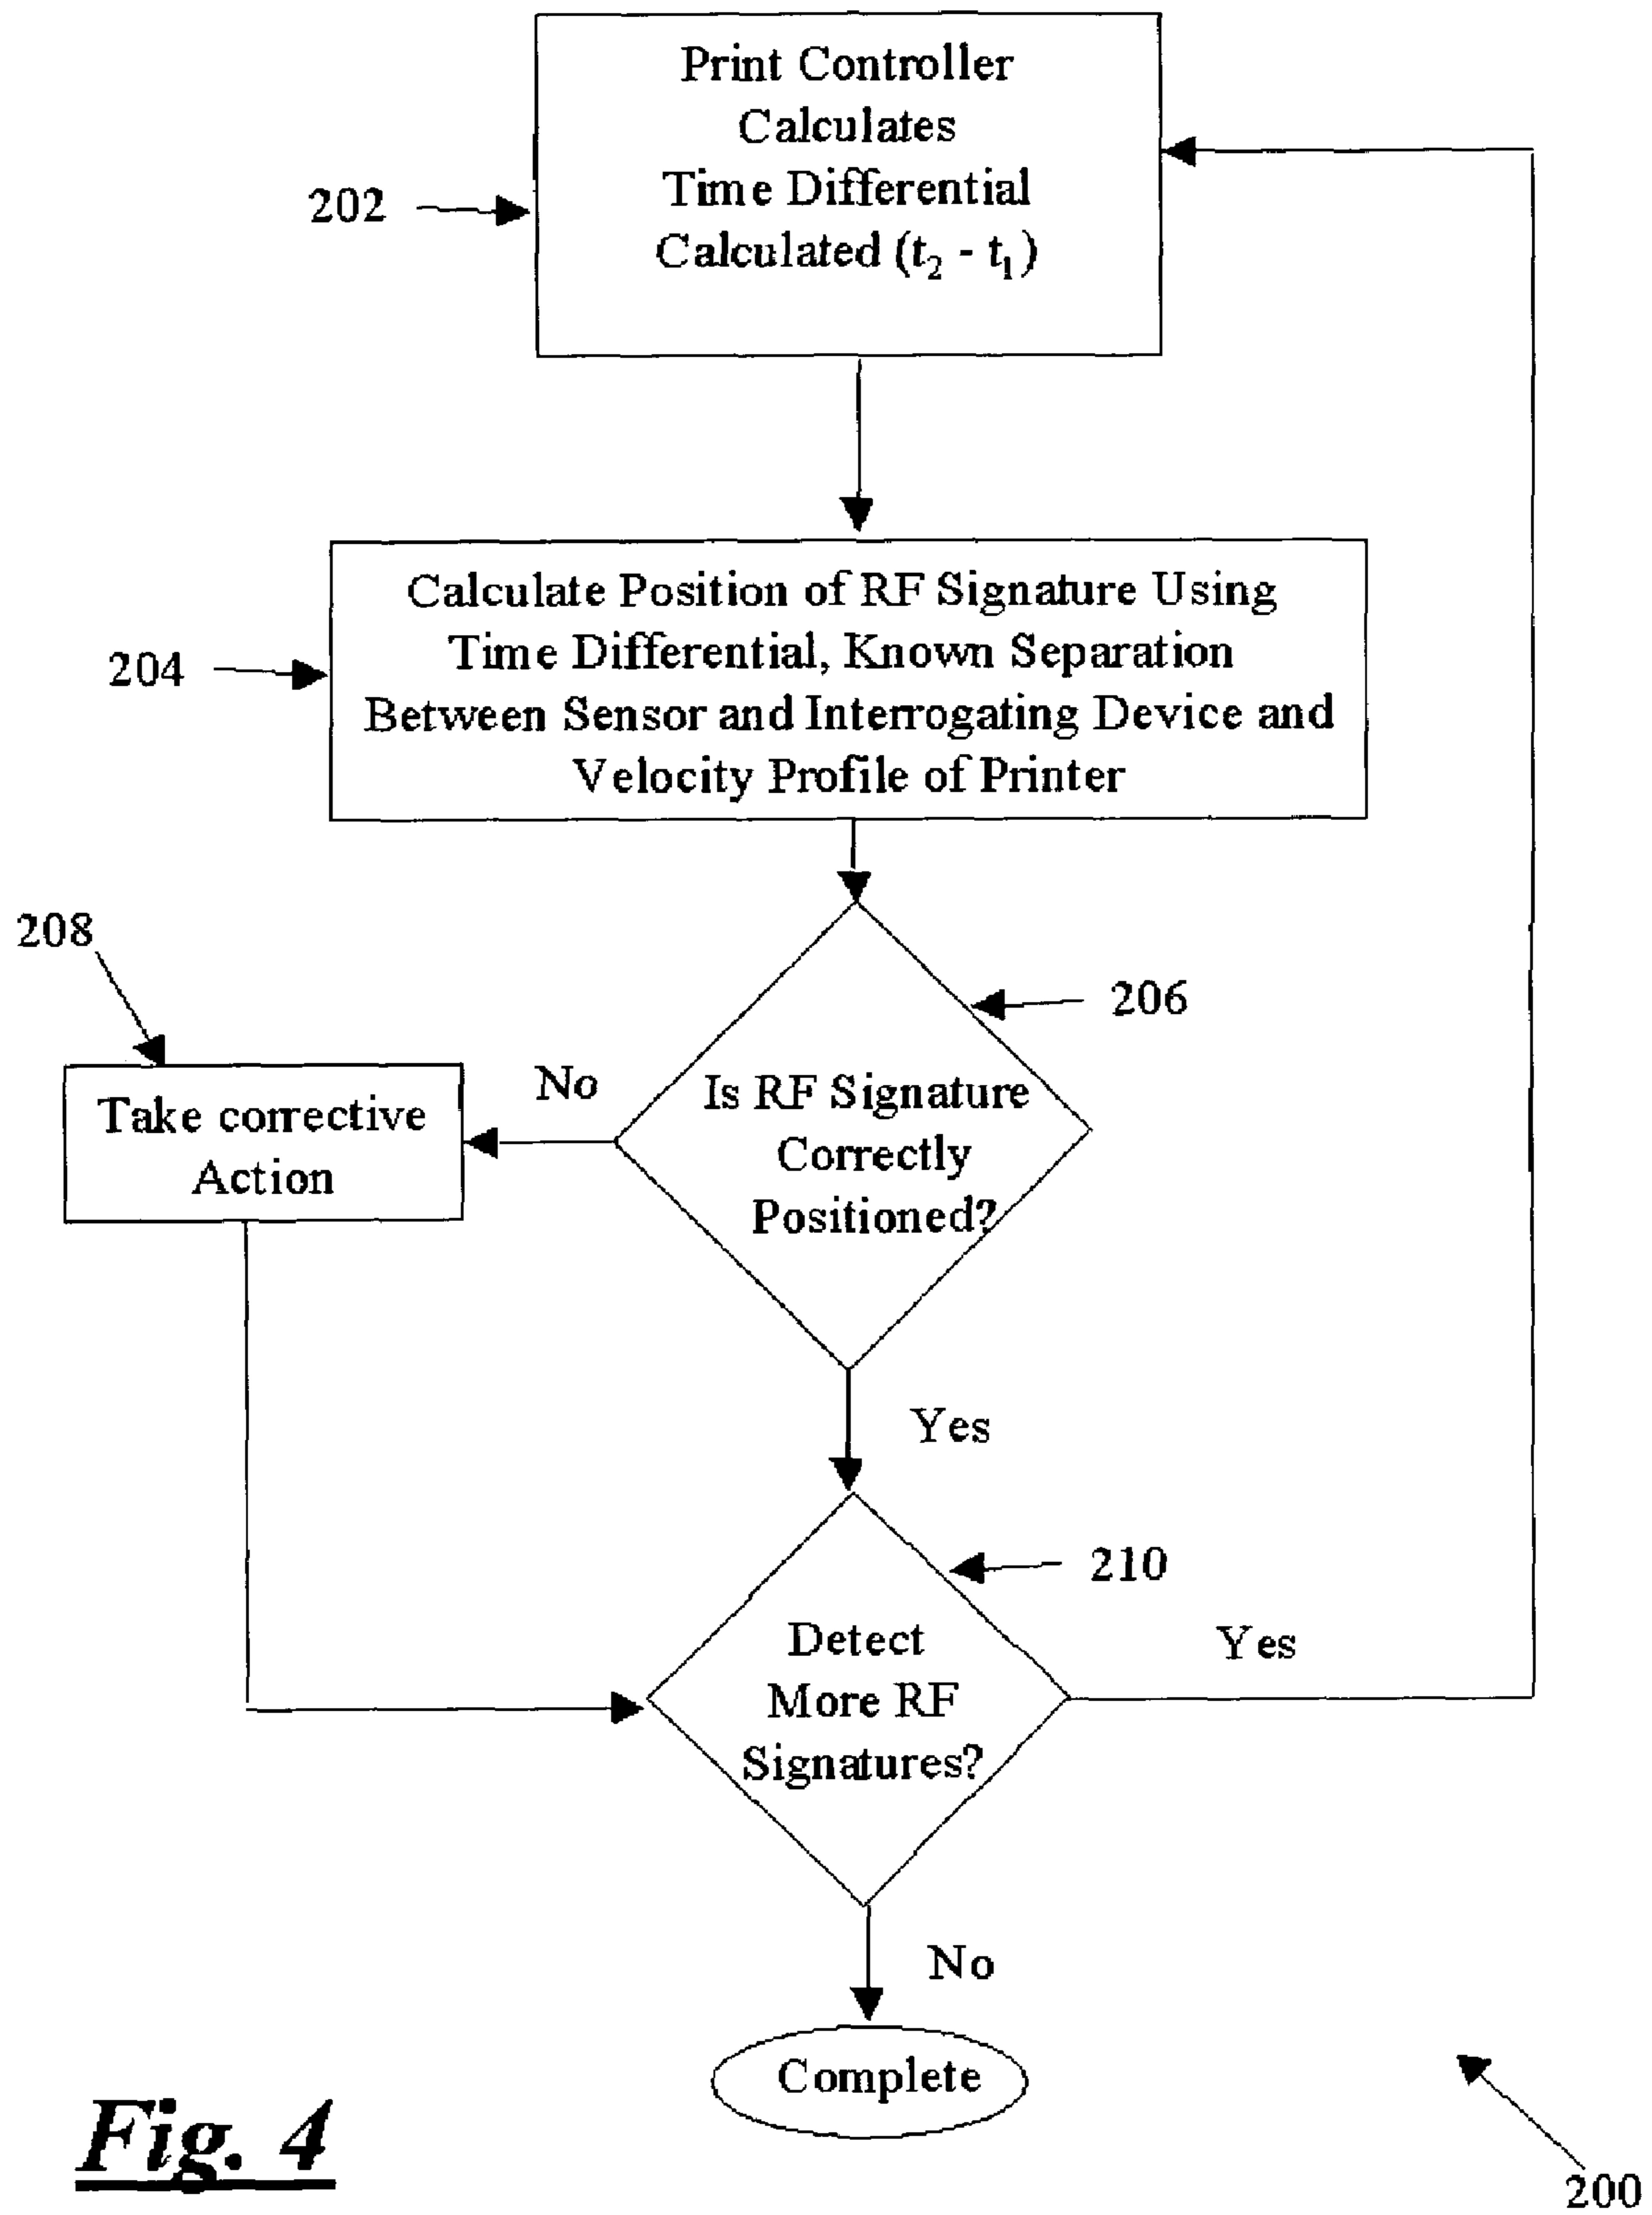 Print Controller
Calculates
Time Differential
Calculated (t₂ - t₁)
202
Calculate Position of RF Signature Using
Time Differential, Known Separation
Between Sensor and Interrogating Device and
Velocity Profile of Printer
204
208
206
Take corrective
Action
No
Is RF Signature
Correctly
Positioned?
Yes
210
Detect
More RF
Signatures?
Yes
No
Complete
Fig. 4
200